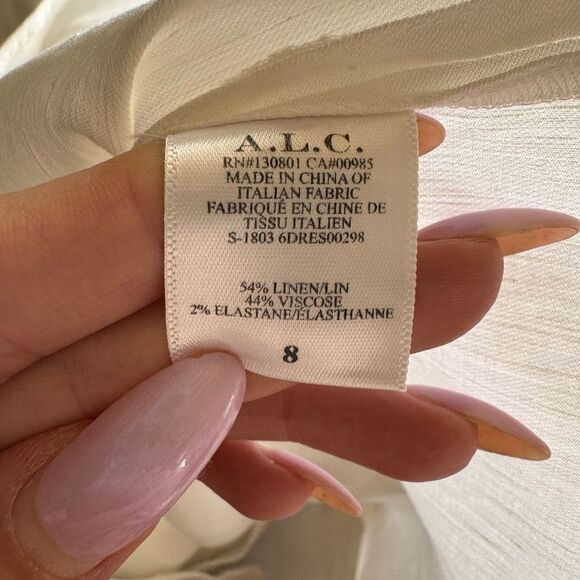 A.L.C.
RN#130801 CA#00985
MADE IN CHINA OF
ITALIAN FABRIC
FABRIQUÉ EN CHINE DE
TISSU ITALIEN
S-1803 6DRES00298
54% LINEN/LIN
44% VISCOSE
2% ELASTANE/ÉLASTHANNE
8